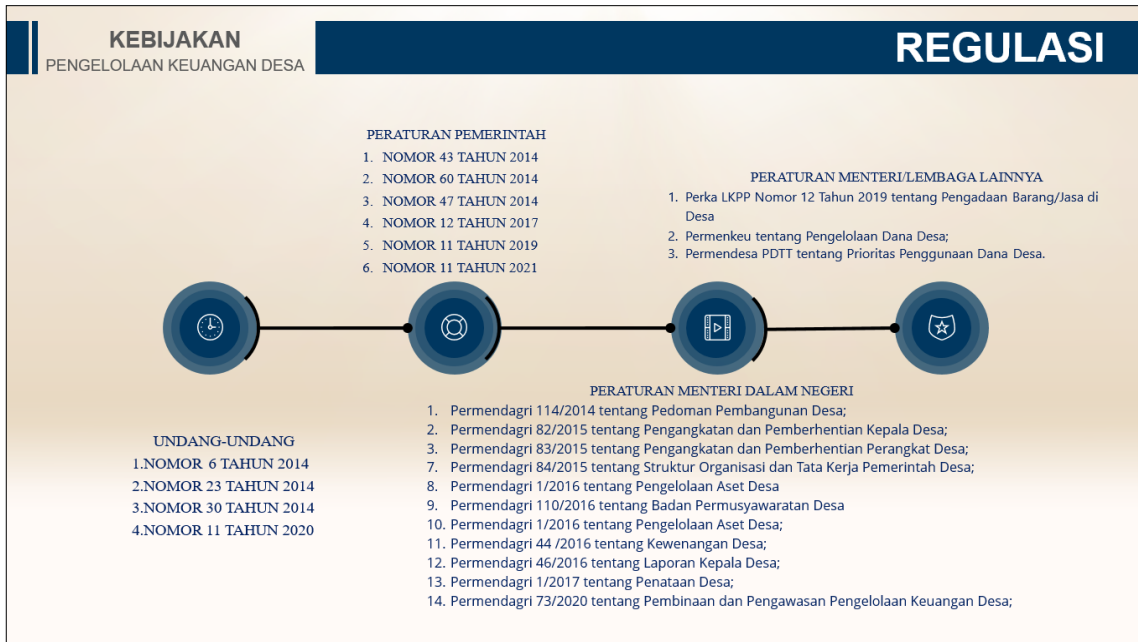 KEBIJAKAN
PENGELOLAAN KEUANGAN DESA
REGULASI
PERATURAN PEMERINTAH
1. NOMOR 43 TAHUN 2014
2. NOMOR 60 TAHUN 2014
3. NOMOR 47 TAHUN 2014
4. NOMOR 12 TAHUN 2017
5. NOMOR 11 TAHUN 2019
6. NOMOR 11 TAHUN 2021
PERATURAN MENTERI/LEMBAGA LAINNYA
1. Perka LKPP Nomor 12 Tahun 2019 tentang Pengadaan Barang/Jasa di
Desa
2. Permenkeu tentang Pengelolaan Dana Desa;
3. Permendesa PDTT tentang Prioritas Penggunaan Dana Desa.
UNDANG-UNDANG
1.NOMOR 6 TAHUN 2014
2.NOMOR 23 TAHUN 2014
3.NOMOR 30 TAHUN 2014
4.NOMOR 11 TAHUN 2020
PERATURAN MENTERI DALAM NEGERI
1. Permendagri 114/2014 tentang Pedoman Pembangunan Desa;
2. Permendagri 82/2015 tentang Pengangkatan dan Pemberhentian Kepala Desa;
3. Permendagri 83/2015 tentang Pengangkatan dan Pemberhentian Perangkat Desa;
7. Permendagri 84/2015 tentang Struktur Organisasi dan Tata Kerja Pemerintah Desa;
8. Permendagri 1/2016 tentang Pengelolaan Aset Desa
9. Permendagri 110/2016 tentang Badan Permusyawaratan Desa
10. Permendagri 1/2016 tentang Pengelolaan Aset Desa;
11. Permendagri 44 /2016 tentang Kewenangan Desa;
12. Permendagri 46/2016 tentang Laporan Kepala Desa;
13. Permendagri 1/2017 tentang Penataan Desa;
14. Permendagri 73/2020 tentang Pembinaan dan Pengawasan Pengelolaan Keuangan Desa;